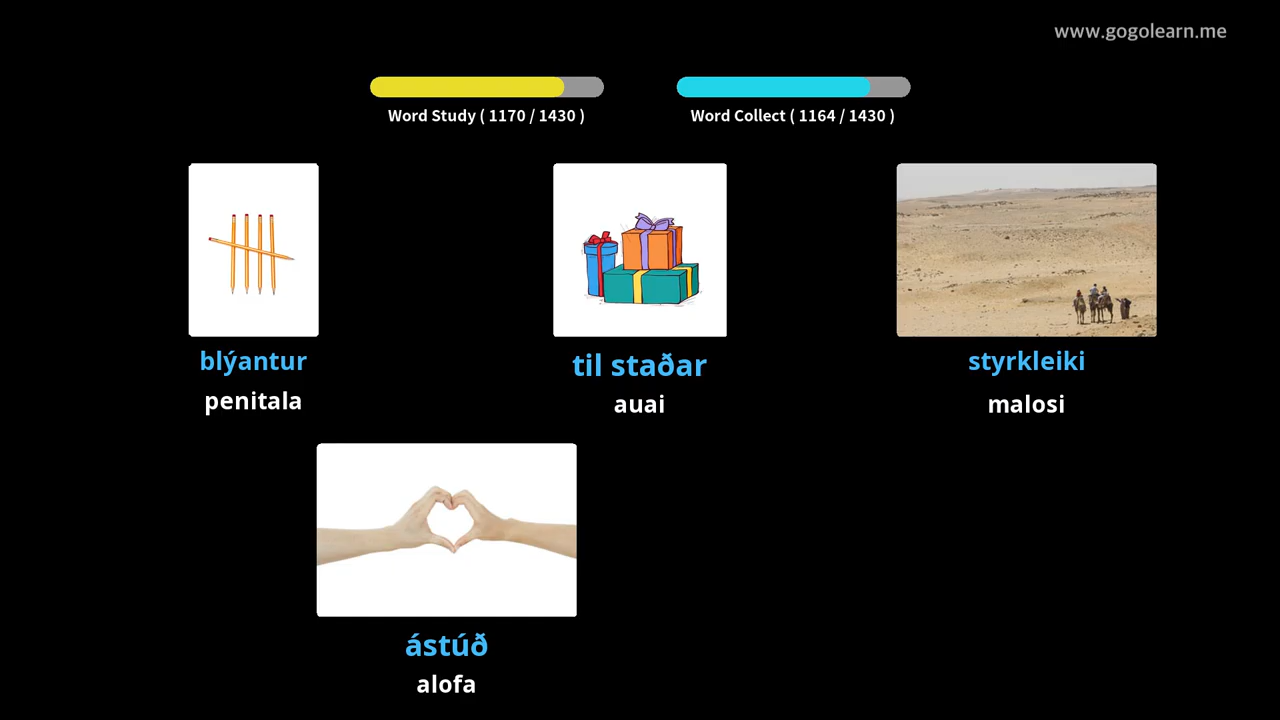 www.gogolearn.me
Word Study ( 1170 / 1430 )
Word Collect ( 1164 / 1430 )
blýantur
penitala
til staðar
auai
styrkleiki
malosi
ástúð
alofa